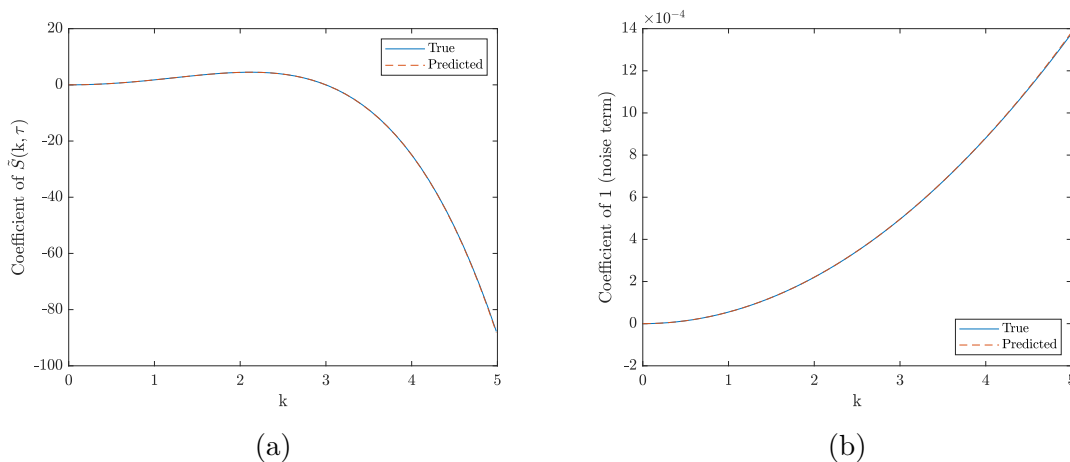 20
0
-20
-40
-60
-80
-100
0 1 2 3 4 5
k
Coefficient of S̃(k, τ)
True
Predicted
(a)
×10⁻⁴
14
12
10
8
6
4
2
0
-2
0 1 2 3 4 5
k
Coefficient of 1 (noise term)
True
Predicted
(b)